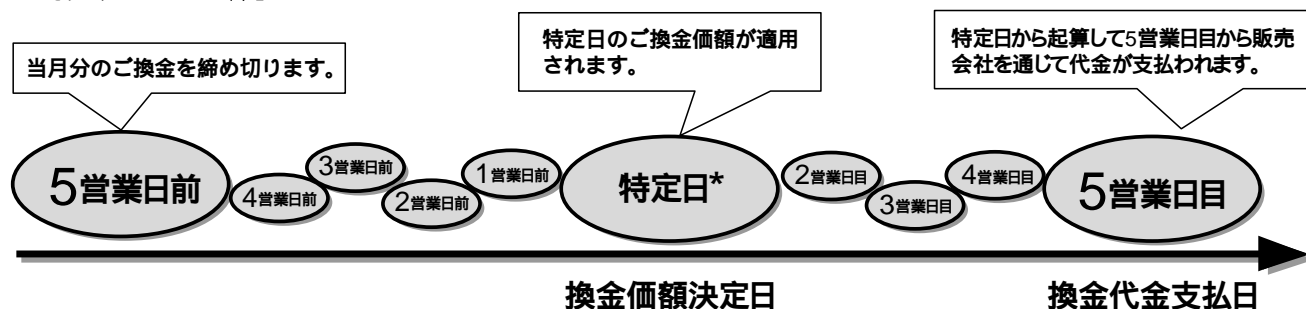 当月分のご換金を締め切ります。
特定日のご換金価額が適用
されます。
特定日から起算して5営業日目から販売
会社を通じて代金が支払われます。
5営業日前
4営業日前
3営業日前
2営業日前
1営業日前
特定日*
2営業日目
3営業日目
4営業日目
5営業日目
換金価額決定日
換金代金支払日